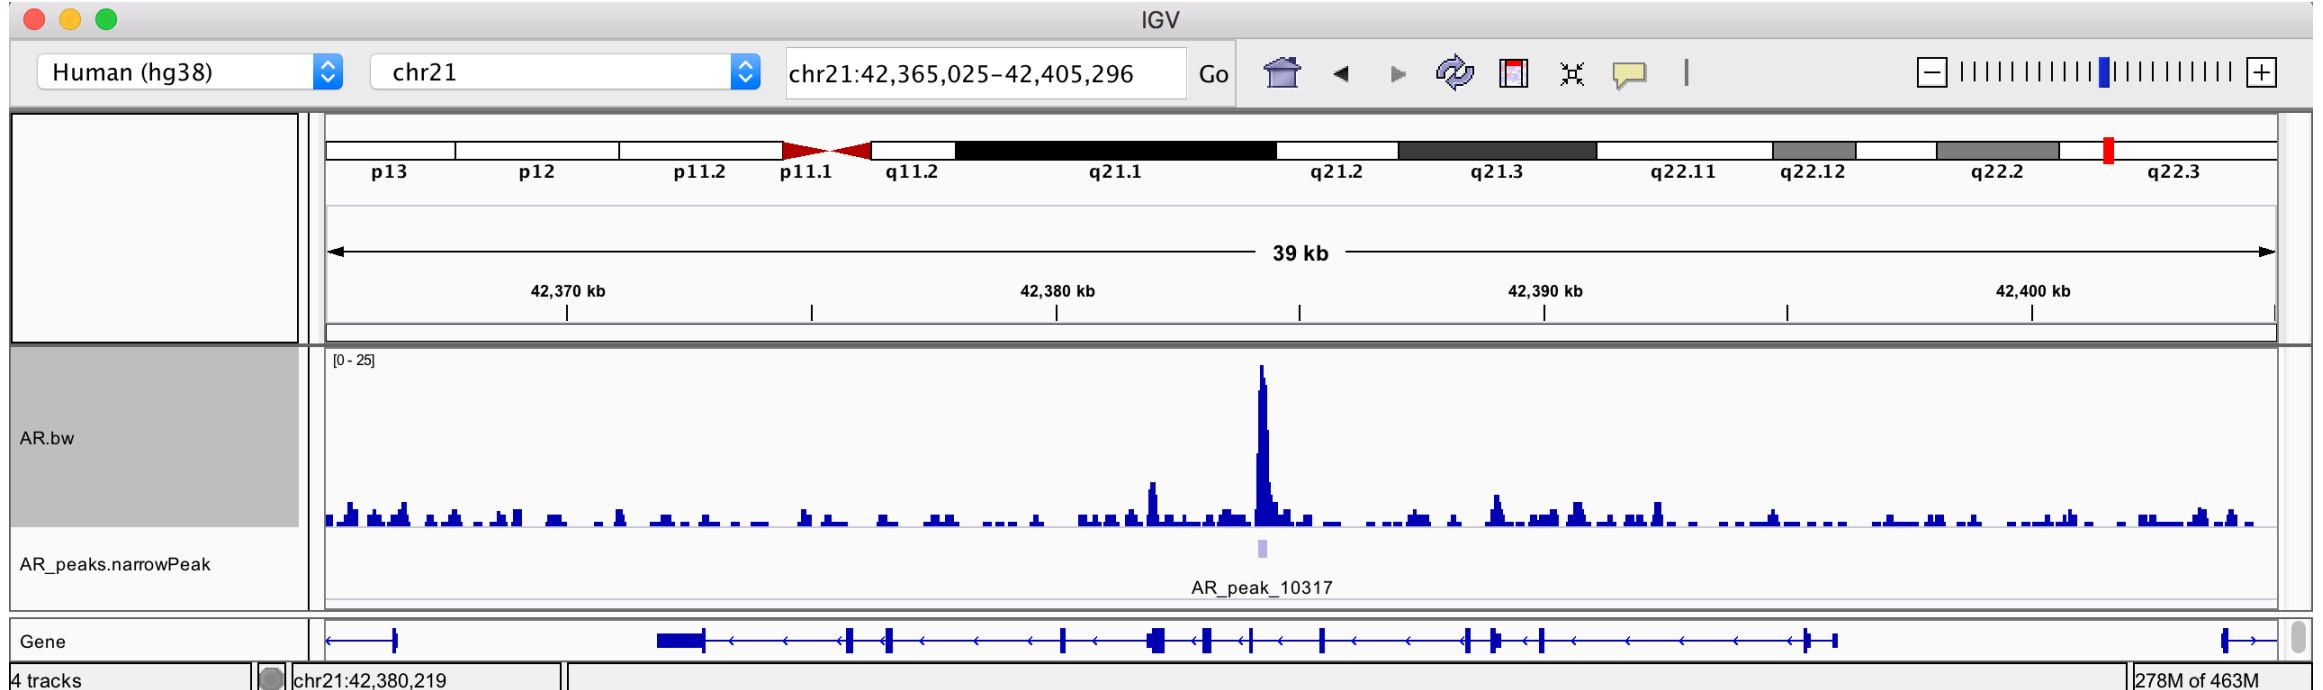 IGV
Human (hg38) chr21 chr21:42,365,025-42,405,296 Go
p13 p12 p11.2 p11.1 q11.2 q21.1 q21.2 q21.3 q22.11 q22.12 q22.2 q22.3
39 kb
42,370 kb 42,380 kb 42,390 kb 42,400 kb
[0 - 25]
AR.bw
AR_peaks.narrowPeak
AR_peak_10317
Gene
4 tracks chr21:42,380,219 278M of 463M